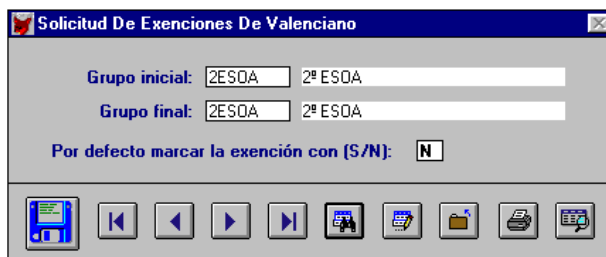 Solicitud De Exenciones De Valenciano
Grupo inicial: 2ESOA 2º ESOA
Grupo final: 2ESOA 2º ESOA
Por defecto marcar la exención con (S/N): N